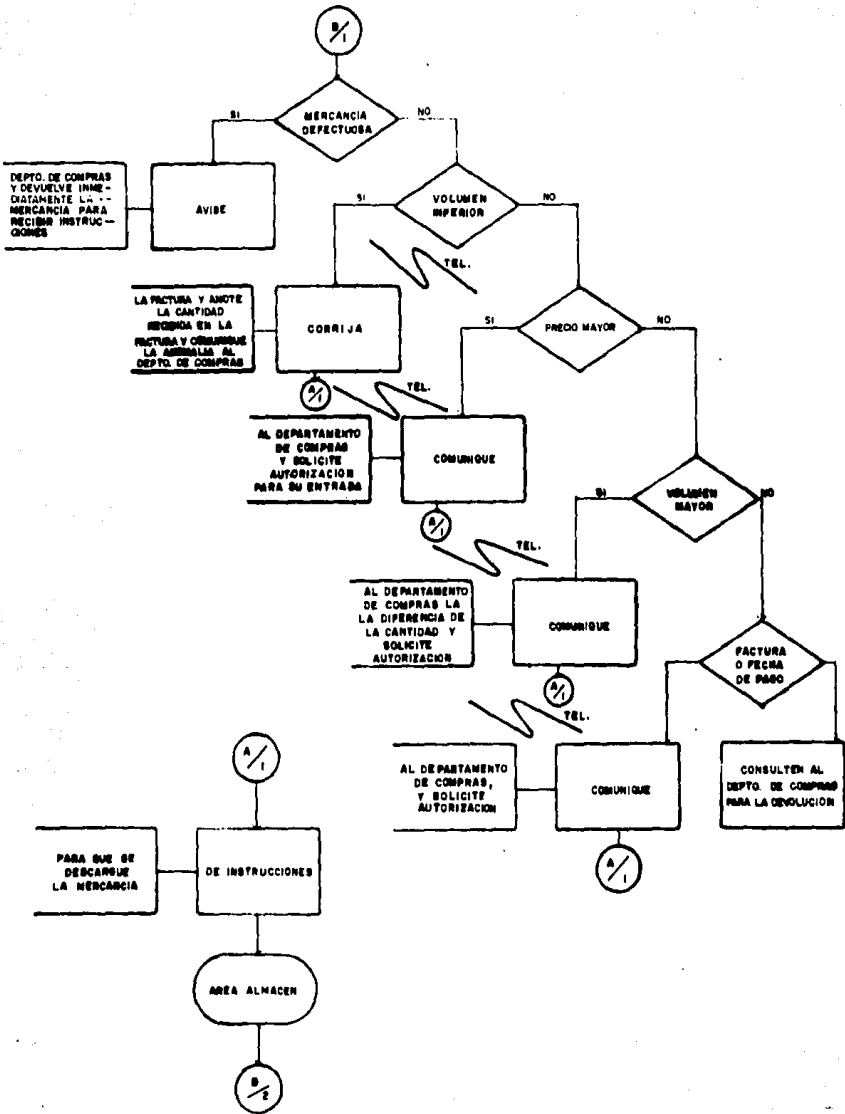 B/1
MERCANCIA
DEFECTUOSA
SI
NO
DEPTO. DE COMPRAS
Y DEVUELVE INME-
DIATAMENTE LA --
MERCANCIA PARA
RECIBIR INSTRUC-
CIONES
AVISE
VOLUMEN
INFERIOR
SI
NO
TEL.
LA FACTURA Y ANOTE
LA CANTIDAD
RECIBIDA EN LA
FACTURA Y COMUNIQUE
LA ANOMALIA AL
DEPTO. DE COMPRAS
CORRIJA
A/1
PRECIO MAYOR
SI
NO
TEL.
AL DEPARTAMENTO
DE COMPRAS
Y SOLICITE
AUTORIZACION
PARA SU ENTRADA
COMUNIQUE
A/1
VOLUMEN
MAYOR
SI
NO
TEL.
AL DEPARTAMENTO
DE COMPRAS LA
LA DIFERENCIA DE
LA CANTIDAD Y
SOLICITE
AUTORIZACION
COMUNIQUE
A/1
FACTURA
O FECHA
DE PAGO
TEL.
AL DEPARTAMENTO
DE COMPRAS,
Y SOLICITE
AUTORIZACION
COMUNIQUE
A/1
CONSULTEN AL
DEPTO. DE COMPRAS
PARA LA DEVOLUCION
A/1
PARA QUE SE
DESCARGUE
LA MERCANCIA
DE INSTRUCCIONES
AREA ALMACEN
B/2